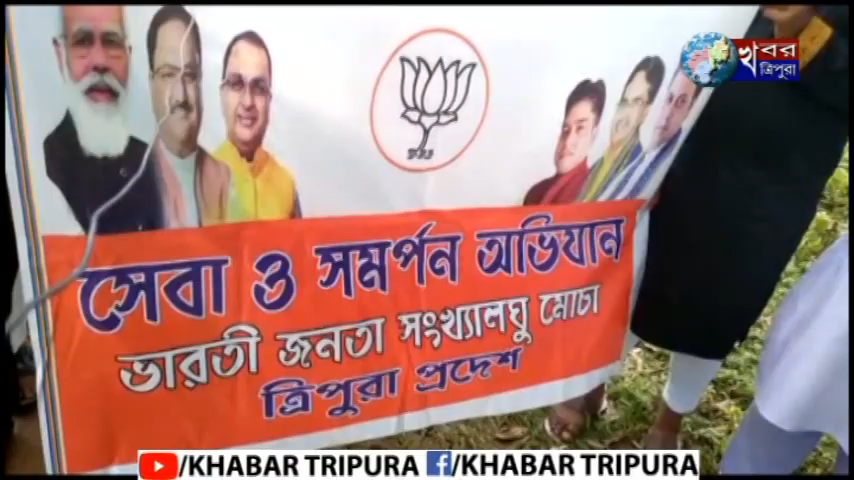 খবর
ত্রিপুরা
সেবা ও সমর্পন অভিযান
ভারতী জনতা সংখ্যালঘু মোচা
ত্রিপুরা প্রদেশ
/KHABAR TRIPURA /KHABAR TRIPURA